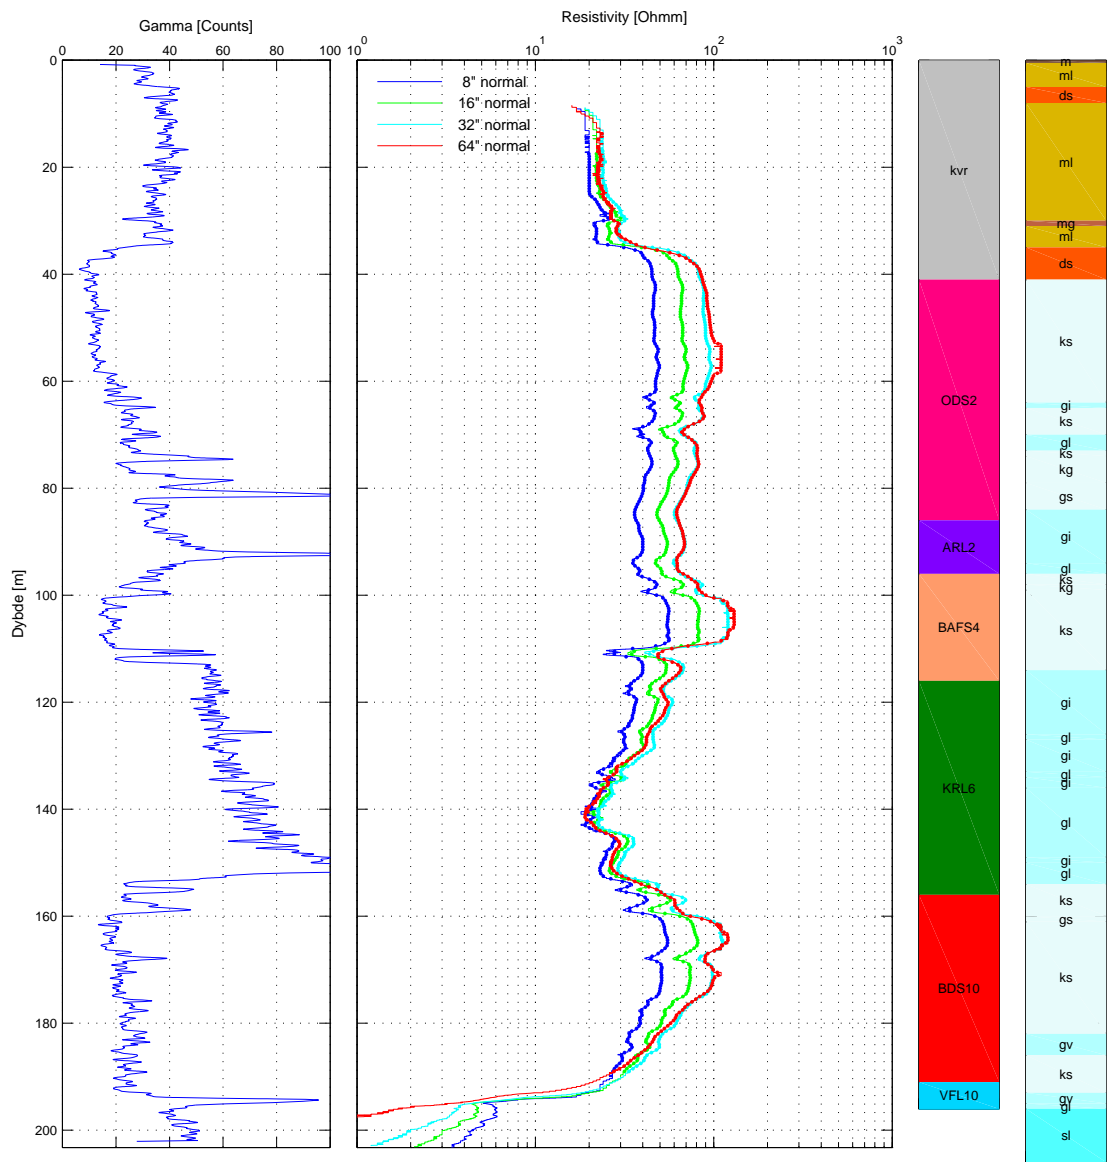 Gamma [Counts]
Resistivity [Ohmm]
0 20 40 60 80 100
10^0 10^1 10^2 10^3
8" normal
16" normal
32" normal
64" normal
Dybde [m]
0
20
40
60
80
100
120
140
160
180
200
kvr
ODS2
ARL2
BAFS4
KRL6
BDS10
VFL10
m
ml
ds
ml
mg
ml
ds
ks
gi
ks
gl
ks
kg
gs
gi
gl
ks
kg
ks
gi
gl
gi
gl
gi
gl
gi
gl
ks
gs
ks
gv
ks
gv
gl
sl